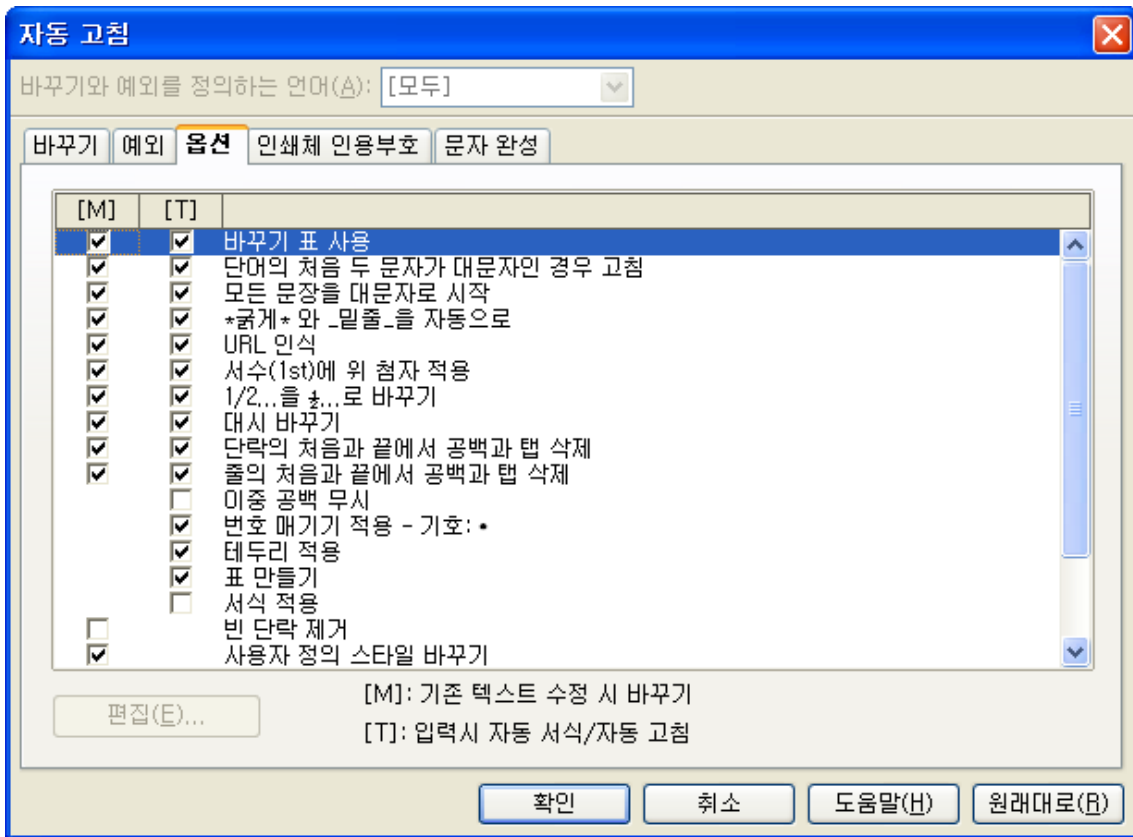 자동 고침
바꾸기와 예외를 정의하는 언어(A): [모두]
바꾸기 예외 옵션 인쇄체 인용부호 문자 완성
[M] [T]
바꾸기 표 사용
단어의 처음 두 문자가 대문자인 경우 고침
모든 문장을 대문자로 시작
*굵게* 와 _밑줄_을 자동으로
URL 인식
서수(1st)에 위 첨자 적용
1/2...을 ½...로 바꾸기
대시 바꾸기
단락의 처음과 끝에서 공백과 탭 삭제
줄의 처음과 끝에서 공백과 탭 삭제
이중 공백 무시
번호 매기기 적용 - 기호: •
테두리 적용
표 만들기
서식 적용
빈 단락 제거
사용자 정의 스타일 바꾸기
[M]: 기존 텍스트 수정 시 바꾸기
편집(E)...
[T]: 입력시 자동 서식/자동 고침
확인 취소 도움말(H) 원래대로(R)